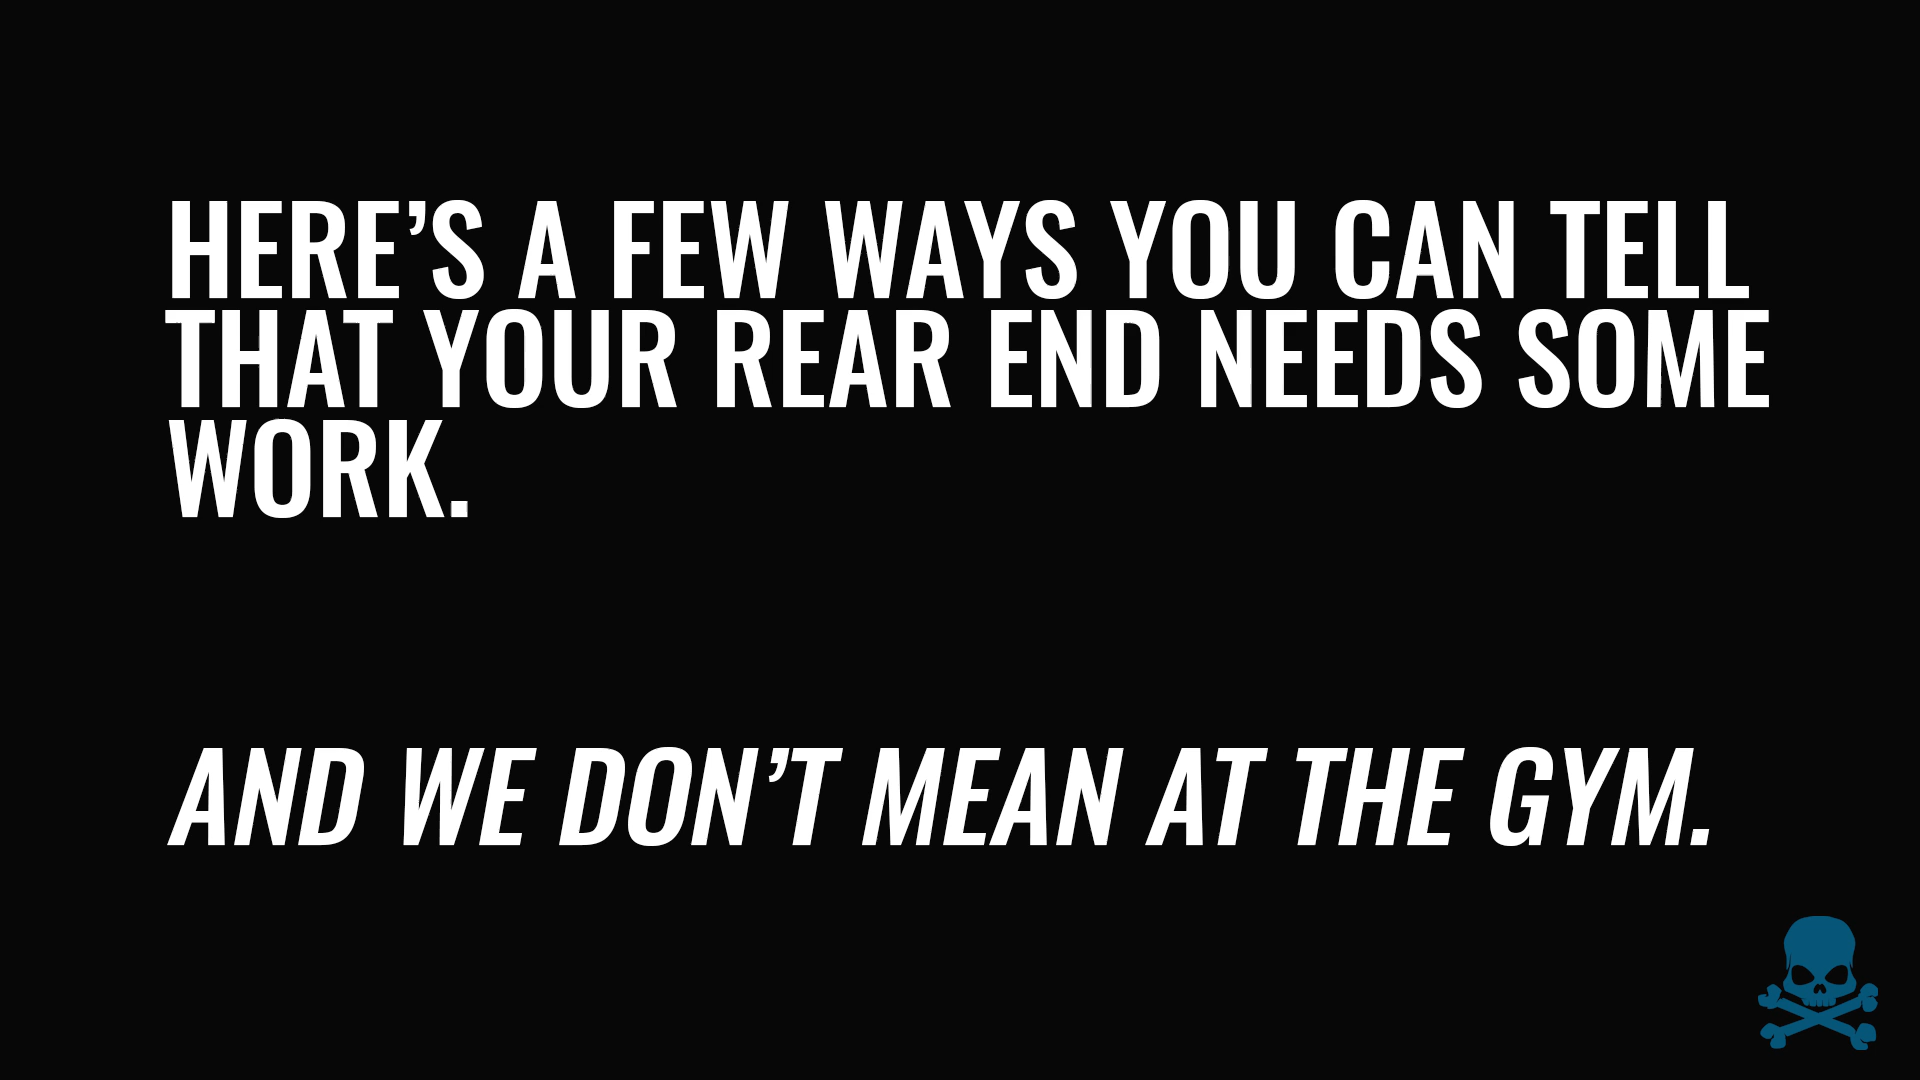 HERE’S A FEW WAYS YOU CAN TELL
THAT YOUR REAR END NEEDS SOME
WORK.
AND WE DON’T MEAN AT THE GYM.